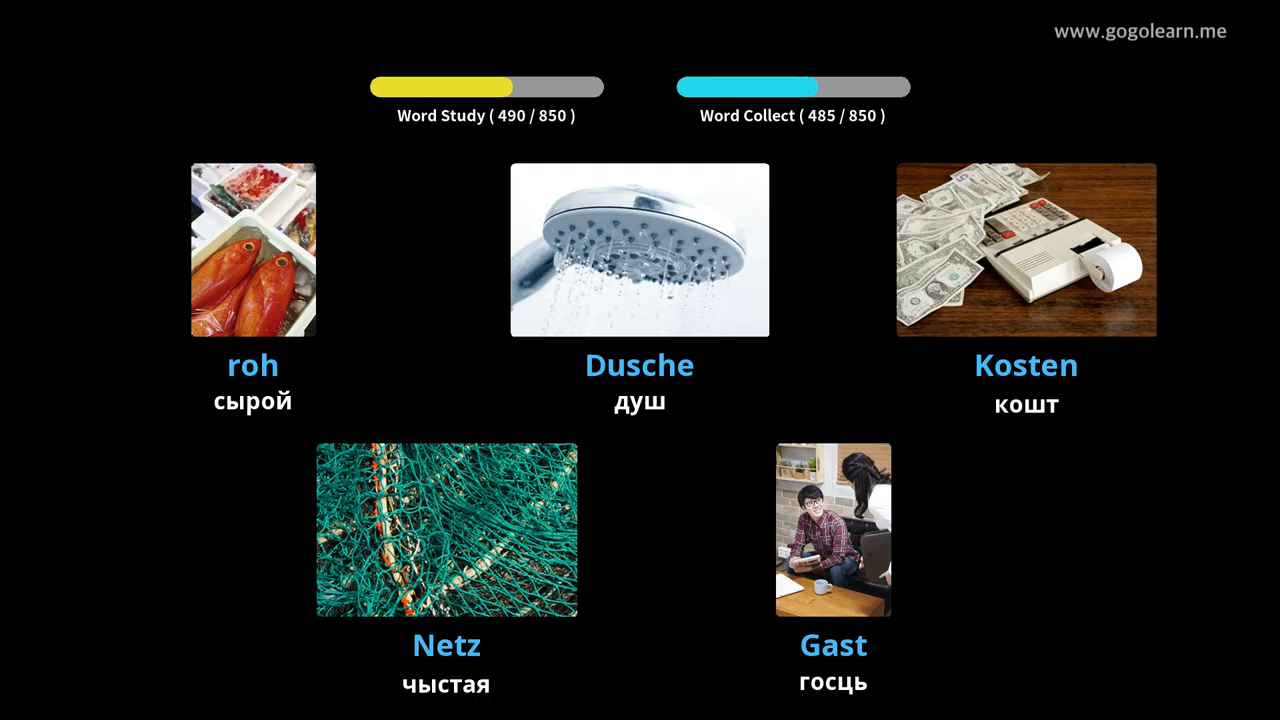 www.gogolearn.me
Word Study ( 490 / 850 )
Word Collect ( 485 / 850 )
roh
сырой
Dusche
душ
Kosten
кошт
Netz
чыстая
Gast
госць